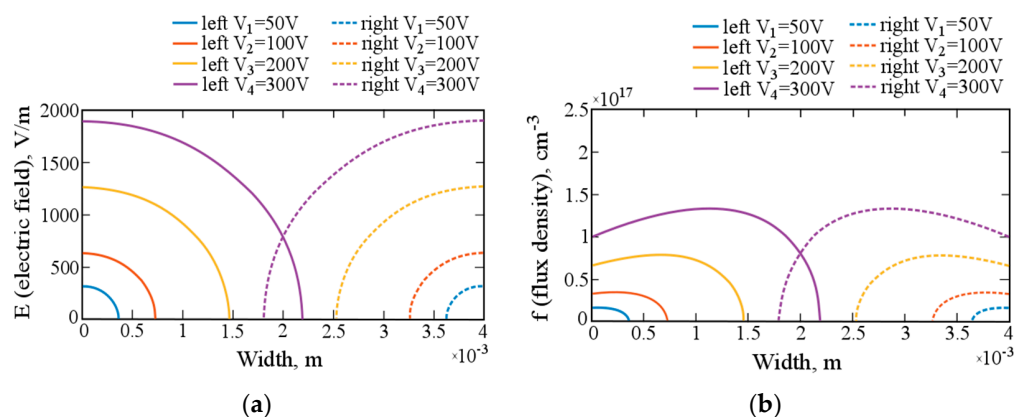 left V1=50V right V1=50V
left V2=100V right V2=100V
left V3=200V right V3=200V
left V4=300V right V4=300V
E (electric field), V/m
2000
1500
1000
500
0
0 0.5 1 1.5 2 2.5 3 3.5 4
Width, m ×10-3
(a)
left V1=50V right V1=50V
left V2=100V right V2=100V
left V3=200V right V3=200V
left V4=300V right V4=300V
×1017
f (flux density), cm-3
2.5
2
1.5
1
0.5
0
0 0.5 1 1.5 2 2.5 3 3.5 4
Width, m ×10-3
(b)